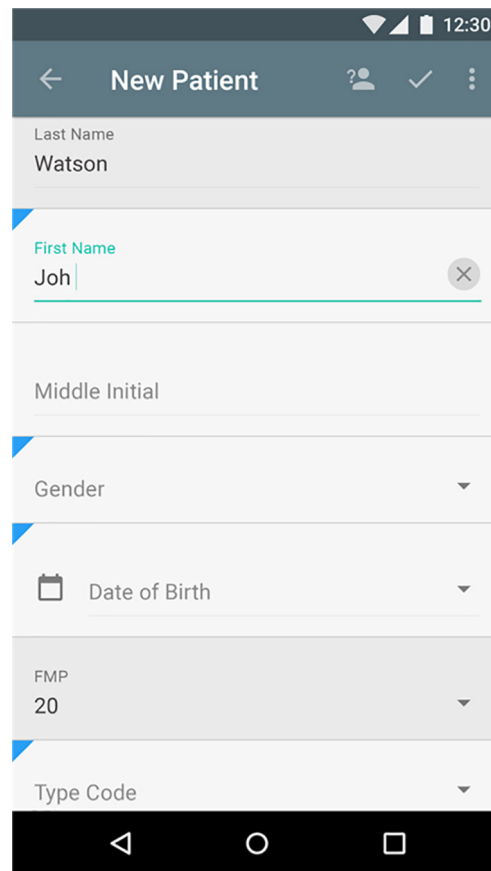 12:30
New Patient
Last Name
Watson
First Name
Joh
Middle Initial
Gender
Date of Birth
FMP
20
Type Code